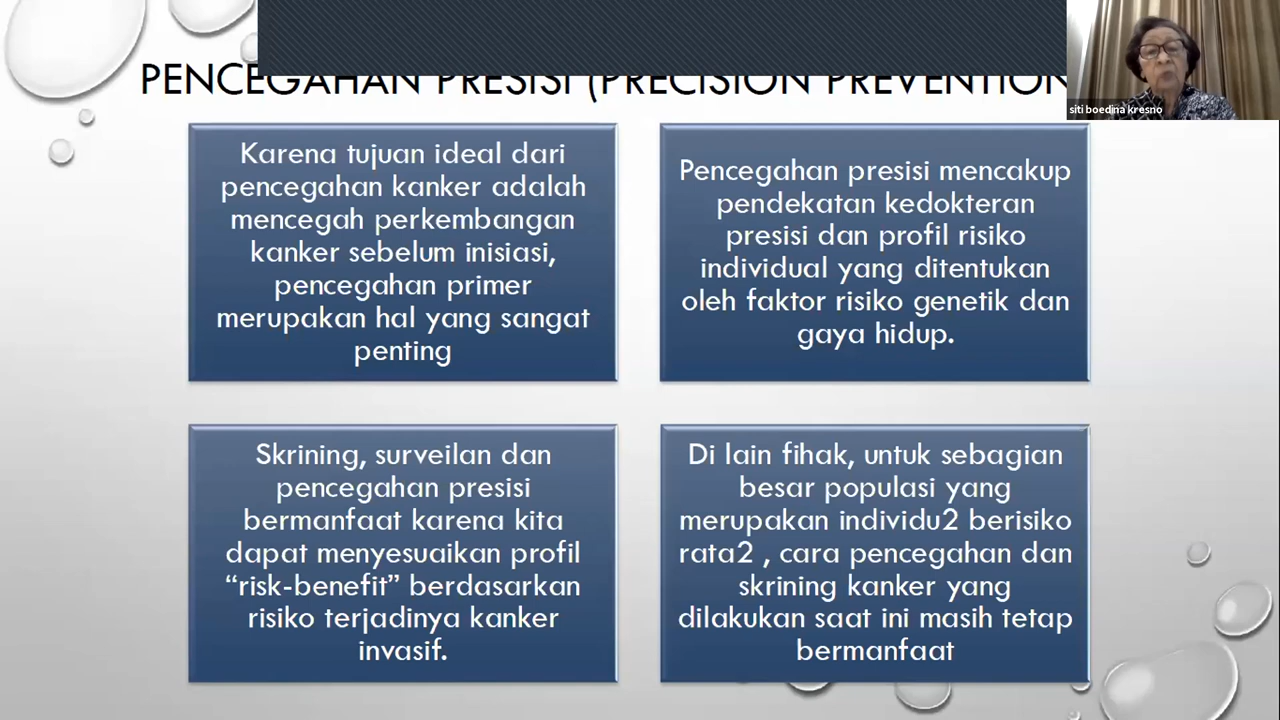 PENCEGAHAN PRESISI (PRECISION PREVENTION
siti boedina kresno
Karena tujuan ideal dari
pencegahan kanker adalah
mencegah perkembangan
kanker sebelum inisiasi,
pencegahan primer
merupakan hal yang sangat
penting
Pencegahan presisi mencakup
pendekatan kedokteran
presisi dan profil risiko
individual yang ditentukan
oleh faktor risiko genetik dan
gaya hidup.
Skrining, surveilan dan
pencegahan presisi
bermanfaat karena kita
dapat menyesuaikan profil
“risk-benefit” berdasarkan
risiko terjadinya kanker
invasif.
Di lain fihak, untuk sebagian
besar populasi yang
merupakan individu2 berisiko
rata2 , cara pencegahan dan
skrining kanker yang
dilakukan saat ini masih tetap
bermanfaat